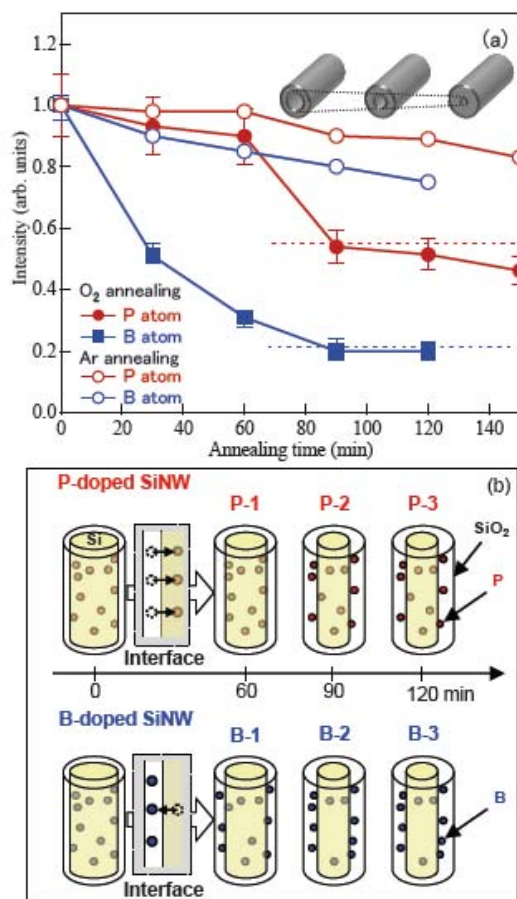 (a)
1.2
1.0
0.8
0.6
0.4
0.2
0.0
Intensity (arb. units)
O2 annealing
P atom
B atom
Ar annealing
P atom
B atom
0 20 40 60 80 100 120 140
Annealing time (min)
(b)
P-doped SiNW
P-1 P-2 P-3
Si
SiO2
P
Interface
0 60 90 120 min
B-doped SiNW
B-1 B-2 B-3
B
Interface